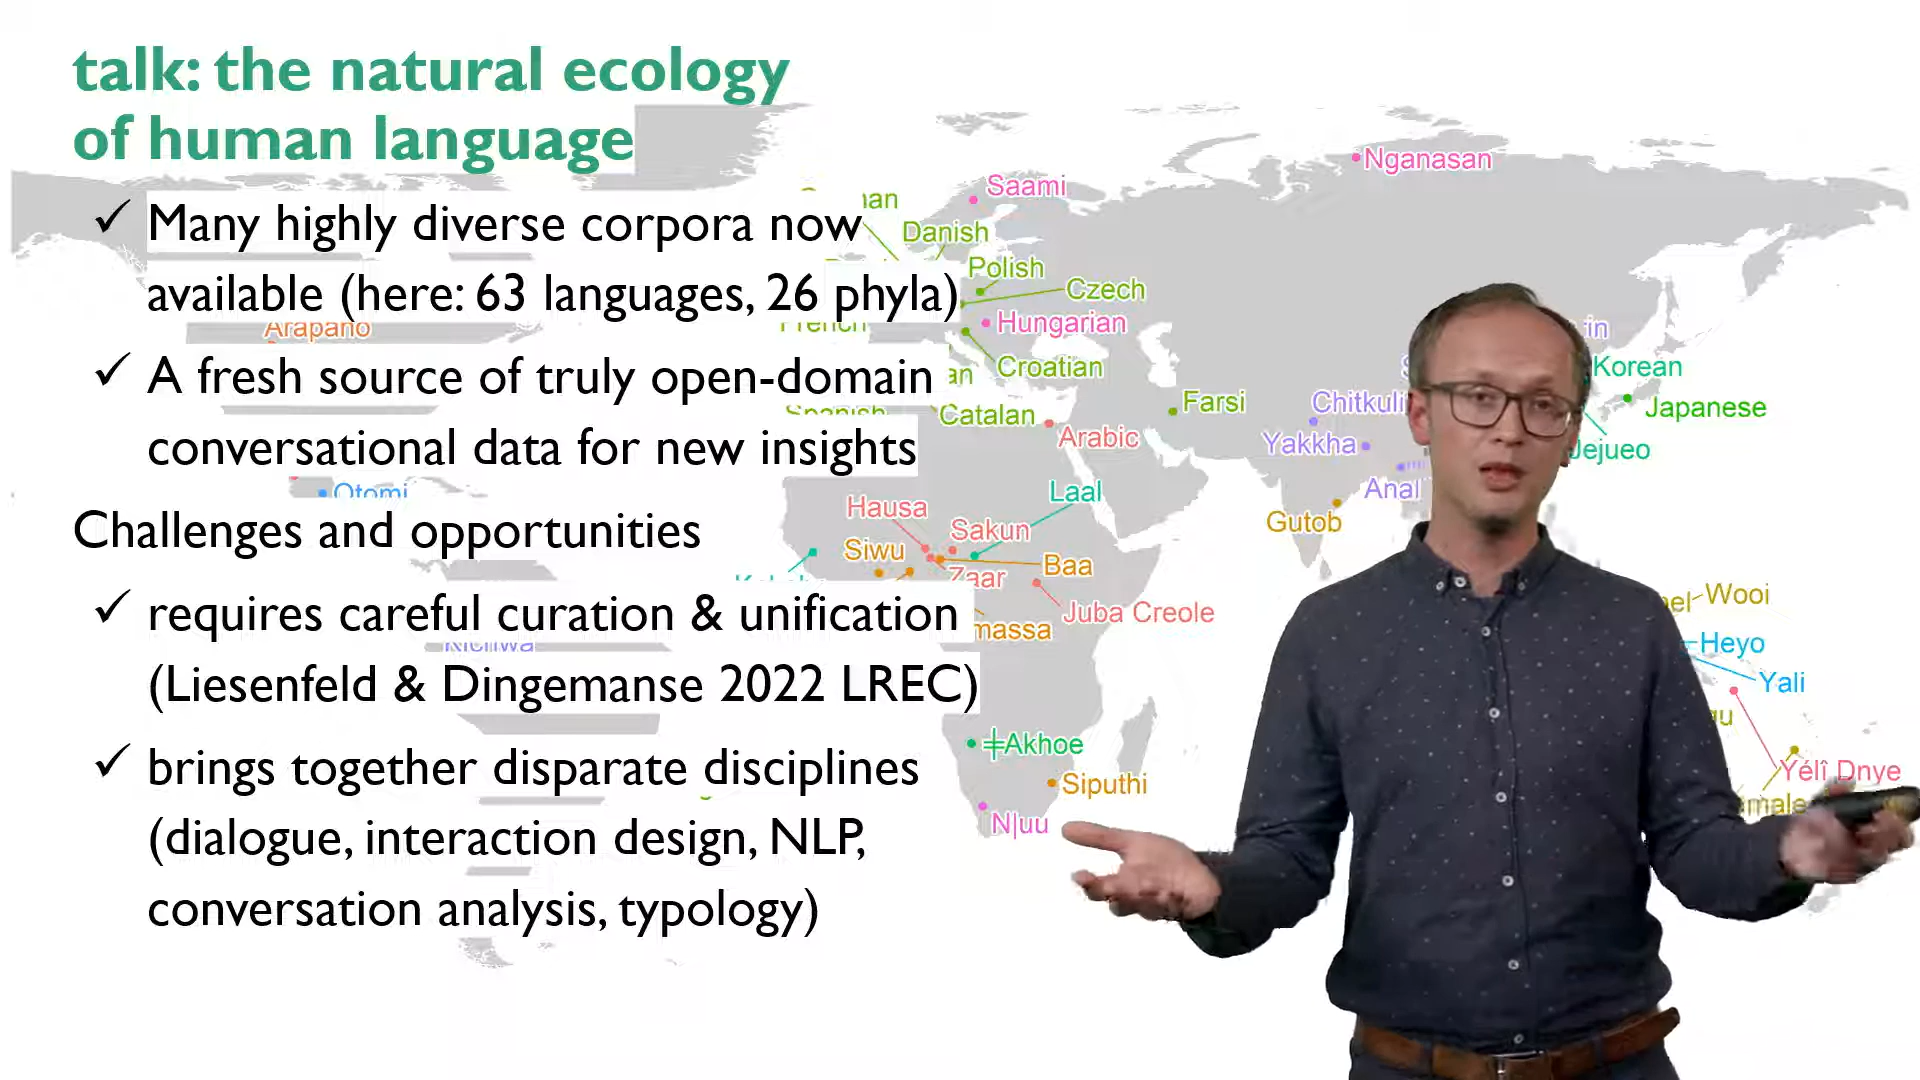 talk: the natural ecology
of human language
✓ Many highly diverse corpora now
available (here: 63 languages, 26 phyla)
✓ A fresh source of truly open-domain
conversational data for new insights
Challenges and opportunities
✓ requires careful curation & unification
(Liesenfeld & Dingemanse 2022 LREC)
✓ brings together disparate disciplines
(dialogue, interaction design, NLP,
conversation analysis, typology)
Nganasan
Saami
Danish
Polish
Czech
Hungarian
Arapaho
French
Croatian
Korean
Farsi
Spanish
Catalan
Japanese
Arabic
Yakkha
Jejueo
Otomi
Laal
Anal
Hausa
Gutob
Sakun
Siwu
Baa
Zaar
Wooi
Juba Creole
Kichwa
Heyo
Yali
ǂAkhoe
Yélî Dnye
Siputhi
N|uu